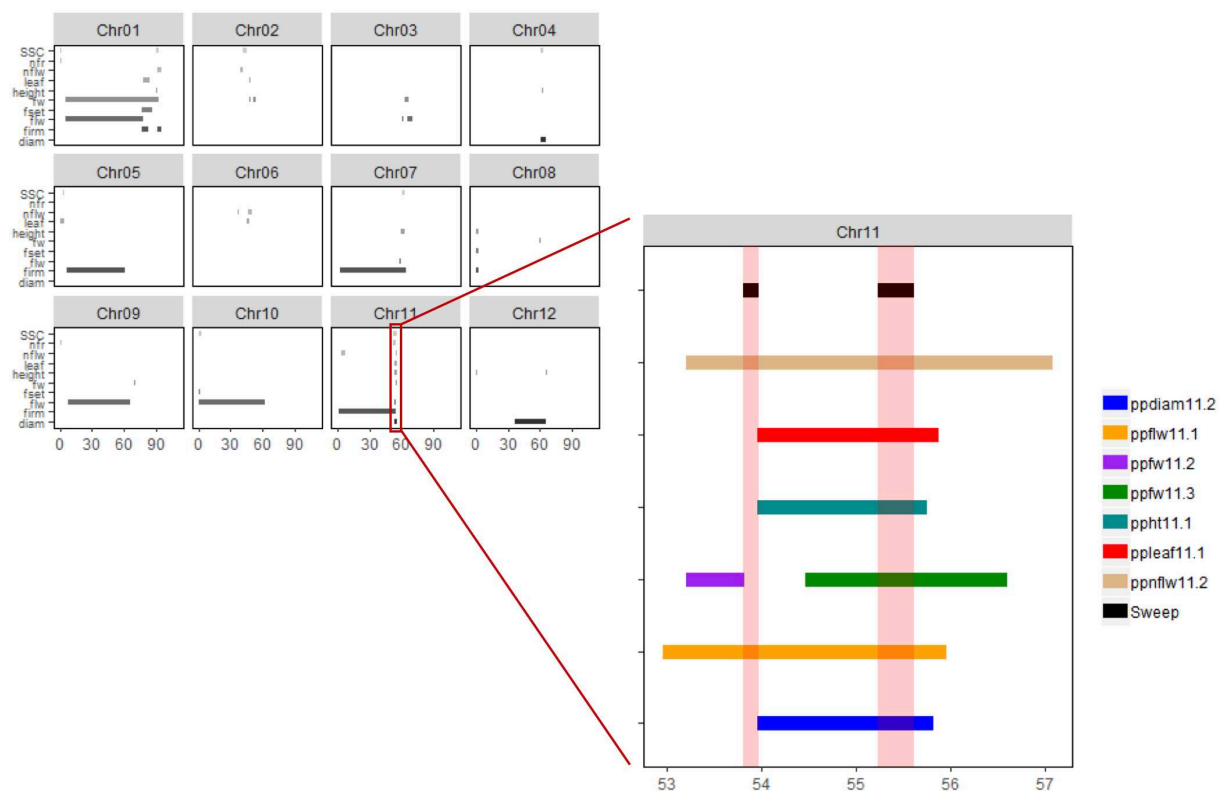 Chr01 Chr02 Chr03 Chr04
SSC
nfr
nflw
leaf
height
fw
fset
flw
firm
diam
Chr05 Chr06 Chr07 Chr08
SSC
nfr
nflw
leaf
height
fw
fset
flw
firm
diam
Chr09 Chr10 Chr11 Chr12
SSC
nfr
nflw
leaf
height
fw
fset
flw
firm
diam
0 30 60 90 0 30 60 90 0 30 60 90 0 30 60 90
Chr11
53 54 55 56 57
ppdiam11.2
ppflw11.1
ppfw11.2
ppfw11.3
ppht11.1
ppleaf11.1
ppnflw11.2
Sweep